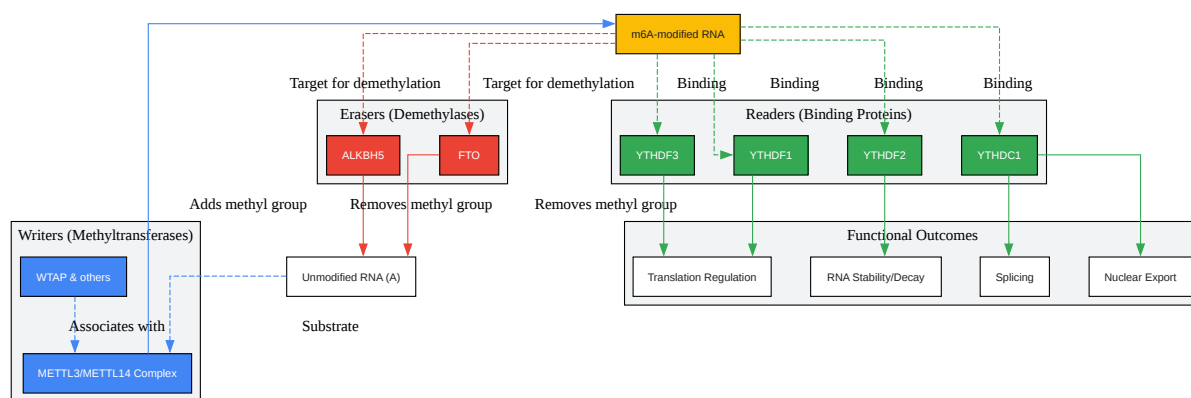 m6A-modified RNA
Target for demethylation
Target for demethylation
Binding
Binding
Binding
Binding
Erasers (Demethylases)
Readers (Binding Proteins)
ALKBH5
FTO
YTHDF3
YTHDF1
YTHDF2
YTHDC1
Adds methyl group
Removes methyl group
Removes methyl group
Writers (Methyltransferases)
Functional Outcomes
WTAP & others
Unmodified RNA (A)
Translation Regulation
RNA Stability/Decay
Splicing
Nuclear Export
Associates with
Substrate
METTL3/METTL14 Complex